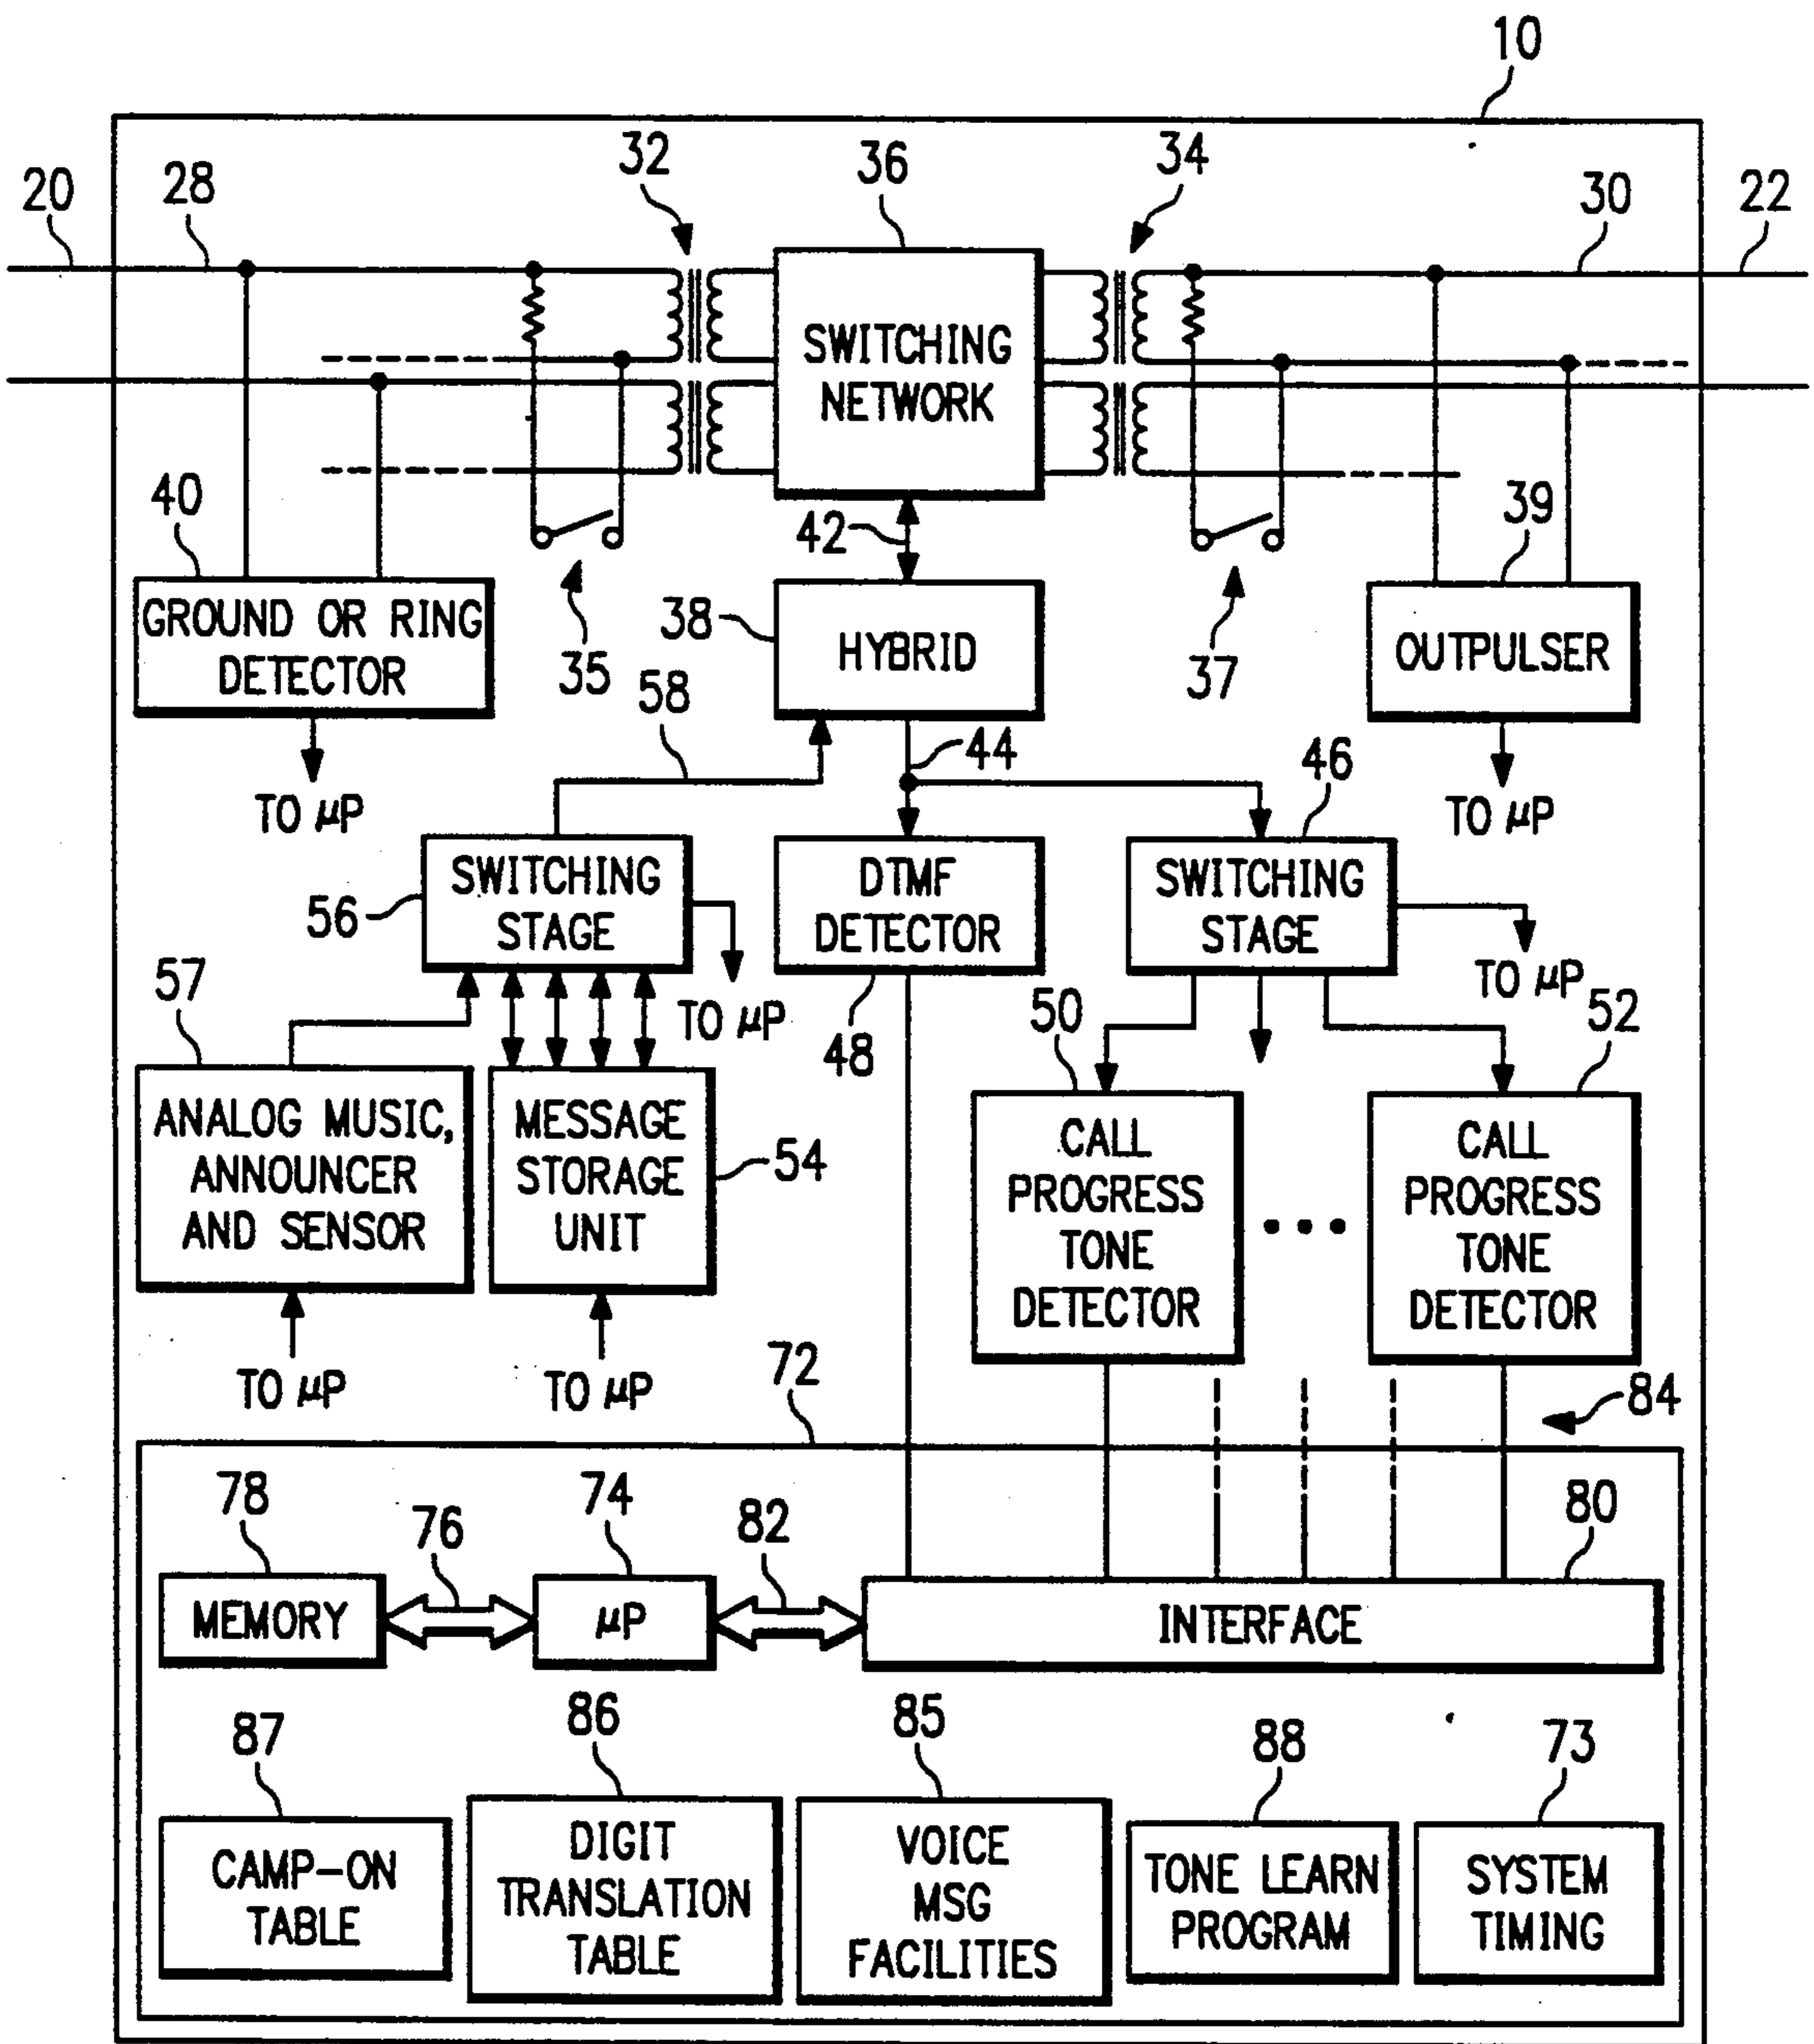 10
32
36
34
20
28
30
22
SWITCHING
NETWORK
40
42
39
GROUND OR RING
DETECTOR
35
38
HYBRID
37
OUTPULSER
58
44
46
TO μP
TO μP
SWITCHING
STAGE
56
DTMF
DETECTOR
SWITCHING
STAGE
57
TO μP
48
50
TO μP
52
ANALOG MUSIC,
ANNOUNCER
AND SENSOR
MESSAGE
STORAGE
UNIT
54
CALL
PROGRESS
TONE
DETECTOR
CALL
PROGRESS
TONE
DETECTOR
TO μP
TO μP
72
84
78
76
74
82
80
MEMORY
μP
INTERFACE
87
86
85
88
73
CAMP-ON
TABLE
DIGIT
TRANSLATION
TABLE
VOICE
MSG
FACILITIES
TONE LEARN
PROGRAM
SYSTEM
TIMING